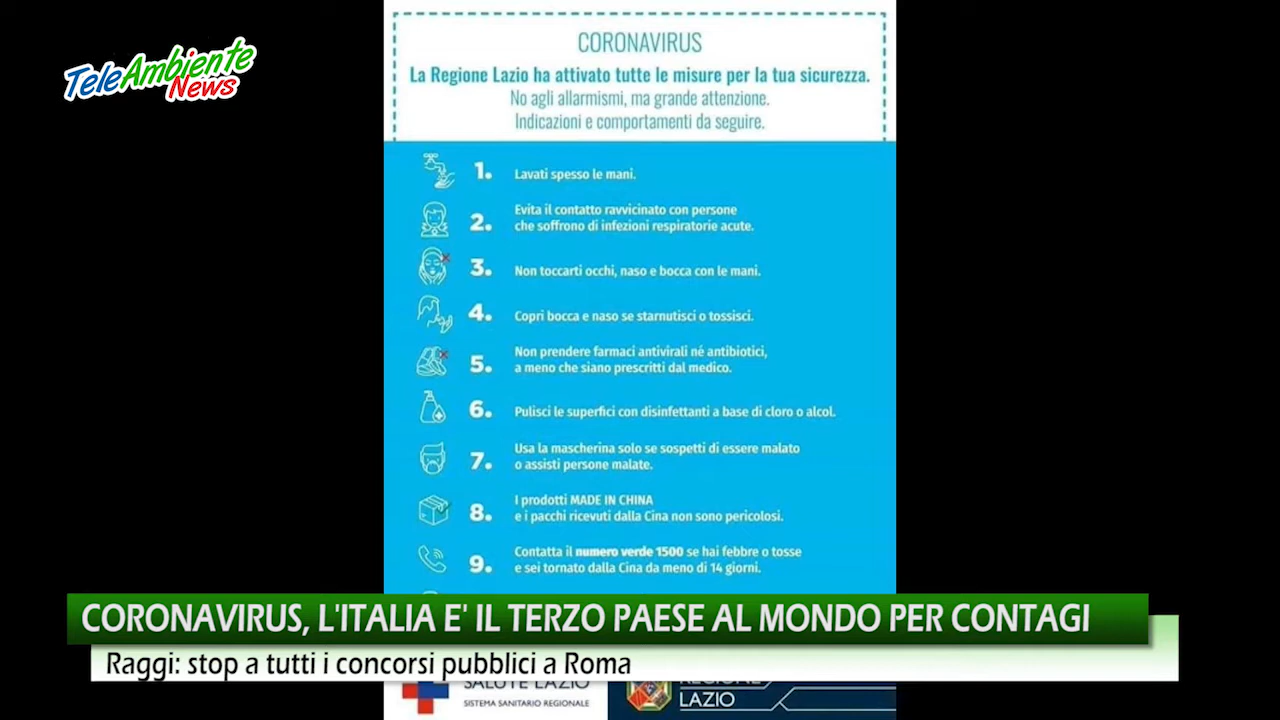 TeleAmbiente
News
CORONAVIRUS
La Regione Lazio ha attivato tutte le misure per la tua sicurezza.
No agli allarmismi, ma grande attenzione.
Indicazioni e comportamenti da seguire.
1. Lavati spesso le mani.
2. Evita il contatto ravvicinato con persone
che soffrono di infezioni respiratorie acute.
3. Non toccarti occhi, naso e bocca con le mani.
4. Copri bocca e naso se starnutisci o tossisci.
5. Non prendere farmaci antivirali né antibiotici,
a meno che siano prescritti dal medico.
6. Pulisci le superfici con disinfettanti a base di cloro o alcol.
7. Usa la mascherina solo se sospetti di essere malato
o assisti persone malate.
8. I prodotti MADE IN CHINA
e i pacchi ricevuti dalla Cina non sono pericolosi.
9. Contatta il numero verde 1500 se hai febbre o tosse
e sei tornato dalla Cina da meno di 14 giorni.
CORONAVIRUS, L'ITALIA E' IL TERZO PAESE AL MONDO PER CONTAGI
Raggi: stop a tutti i concorsi pubblici a Roma
SALUTE LAZIO
SISTEMA SANITARIO REGIONALE
REGIONE
LAZIO